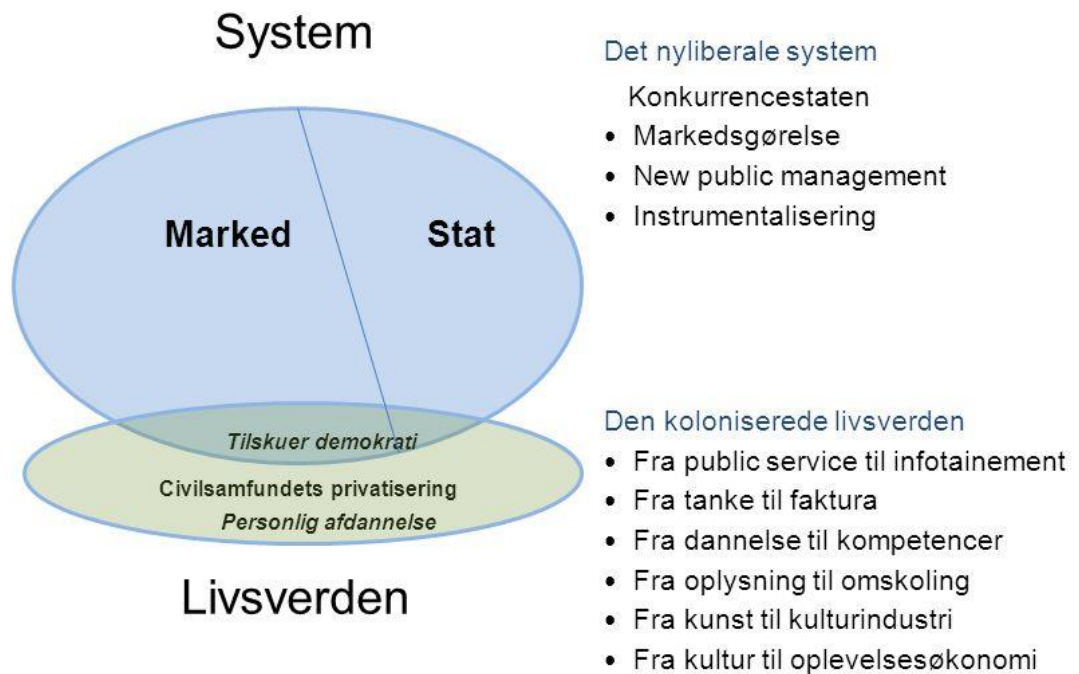 System
Marked
Stat
Tilskuer demokrati
Civilsamfundets privatisering
Personlig afdannelse
Livsverden
Det nyliberale system
Konkurrencestaten
• Markedsgørelse
• New public management
• Instrumentalisering
Den koloniserede livsverden
• Fra public service til infotainement
• Fra tanke til faktura
• Fra dannelse til kompetencer
• Fra oplysning til omskoling
• Fra kunst til kulturindustri
• Fra kultur til oplevelsesøkonomi